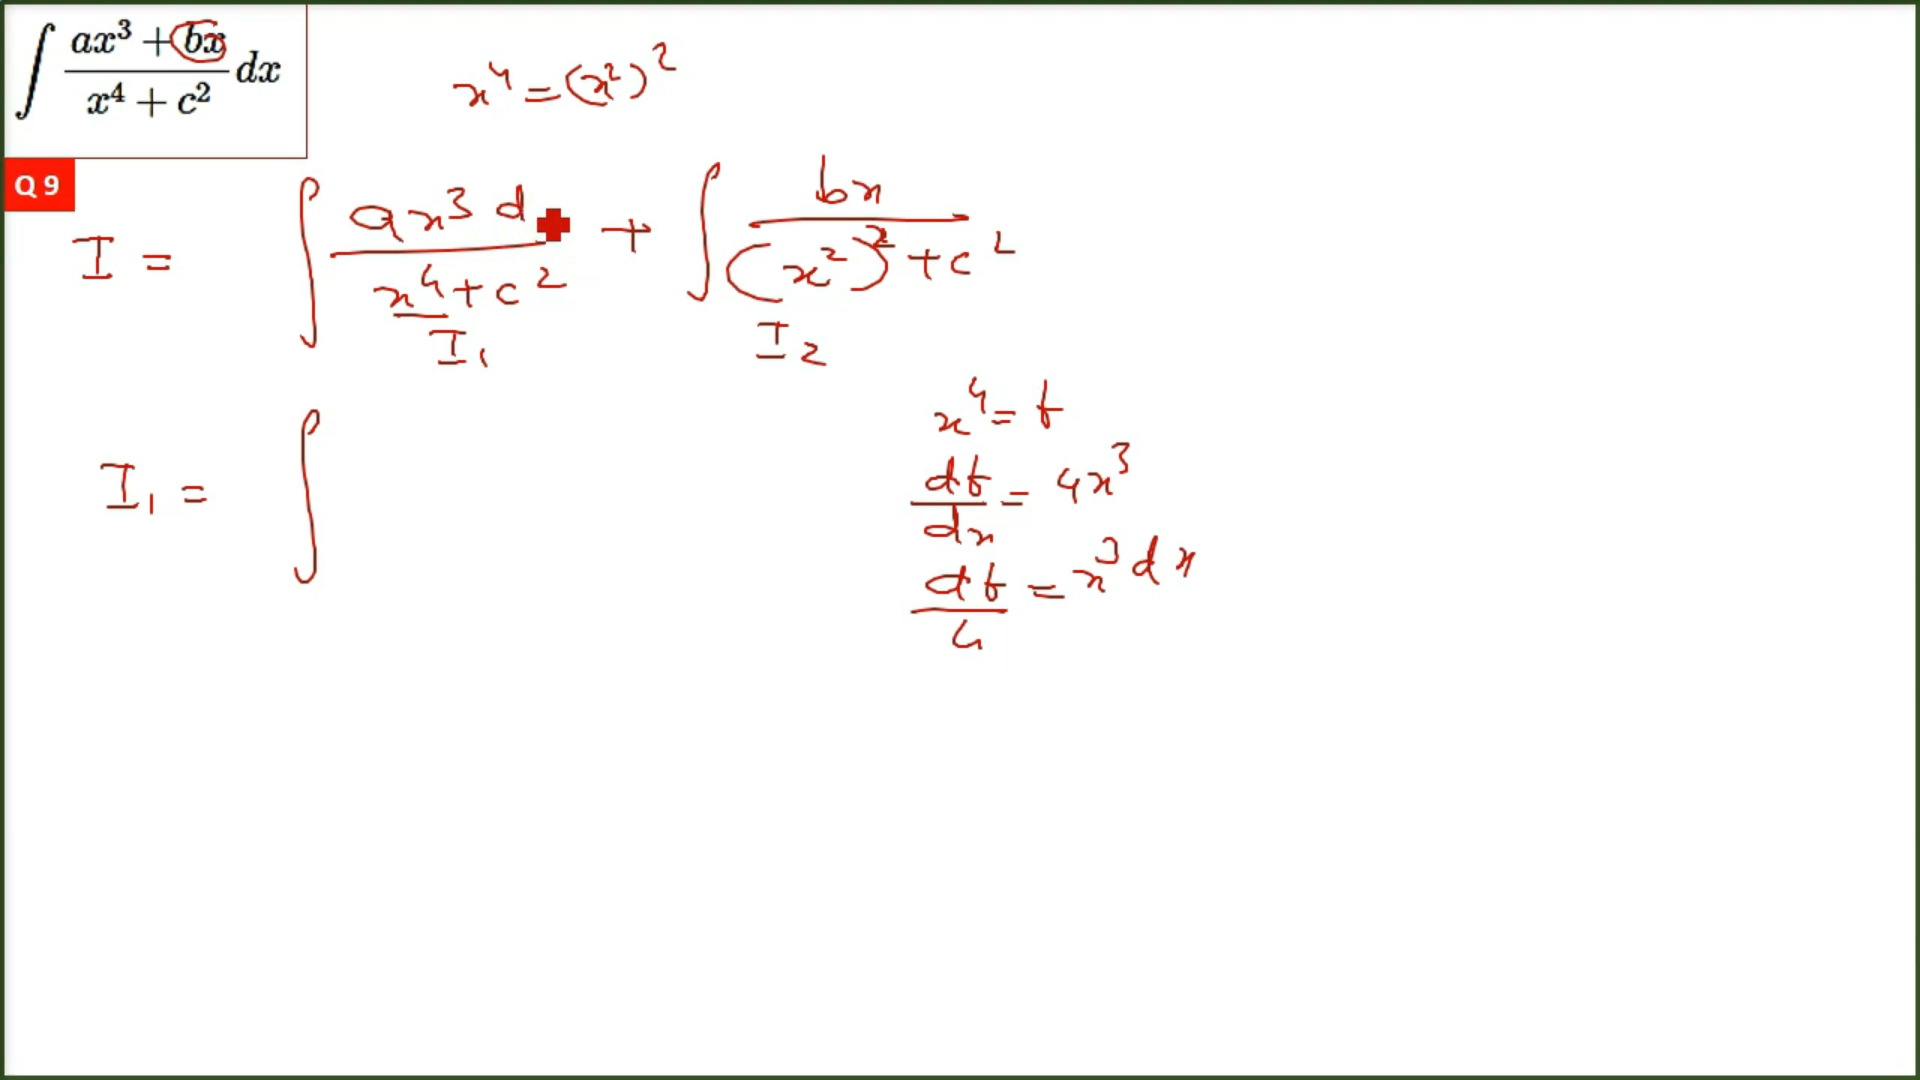 ∫ (ax³ + bx)/(x⁴ + c²) dx
x⁴ = (x²)²
Q 9
I = ∫ (ax³ d)/(x⁴ + c²) + ∫ bx/((x²)² + c²)
I₁ I₂
x⁴ = t
dt/dx = 4x³
I₁ = ∫
dt/4 = x³ dx